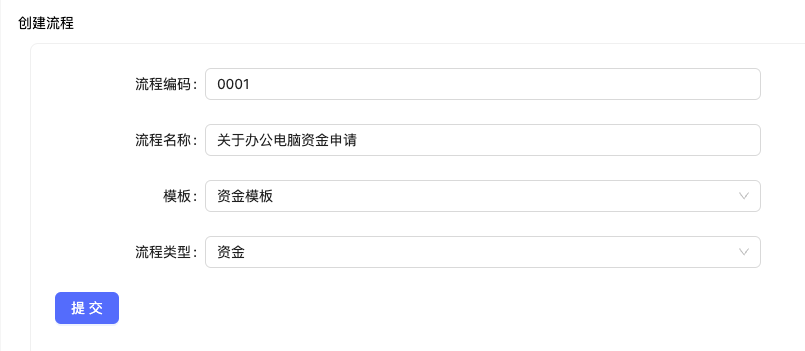 创建流程
流程编码： 0001
流程名称： 关于办公电脑资金申请
模板： 资金模板
流程类型： 资金
提 交